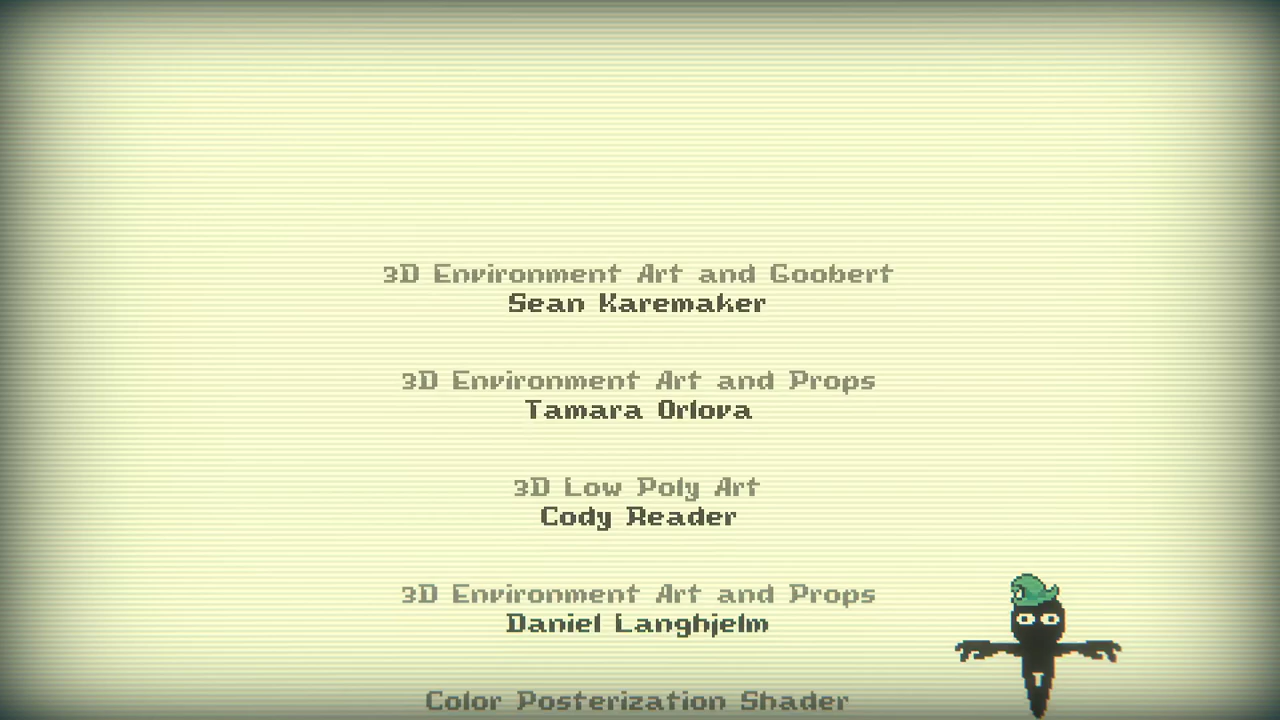 3D Environment Art and Goobert
Sean Karemaker
3D Environment Art and Props
Tamara Orlova
3D Low Poly Art
Cody Reader
3D Environment Art and Props
Daniel Langhjelm
T
Color Posterization Shader